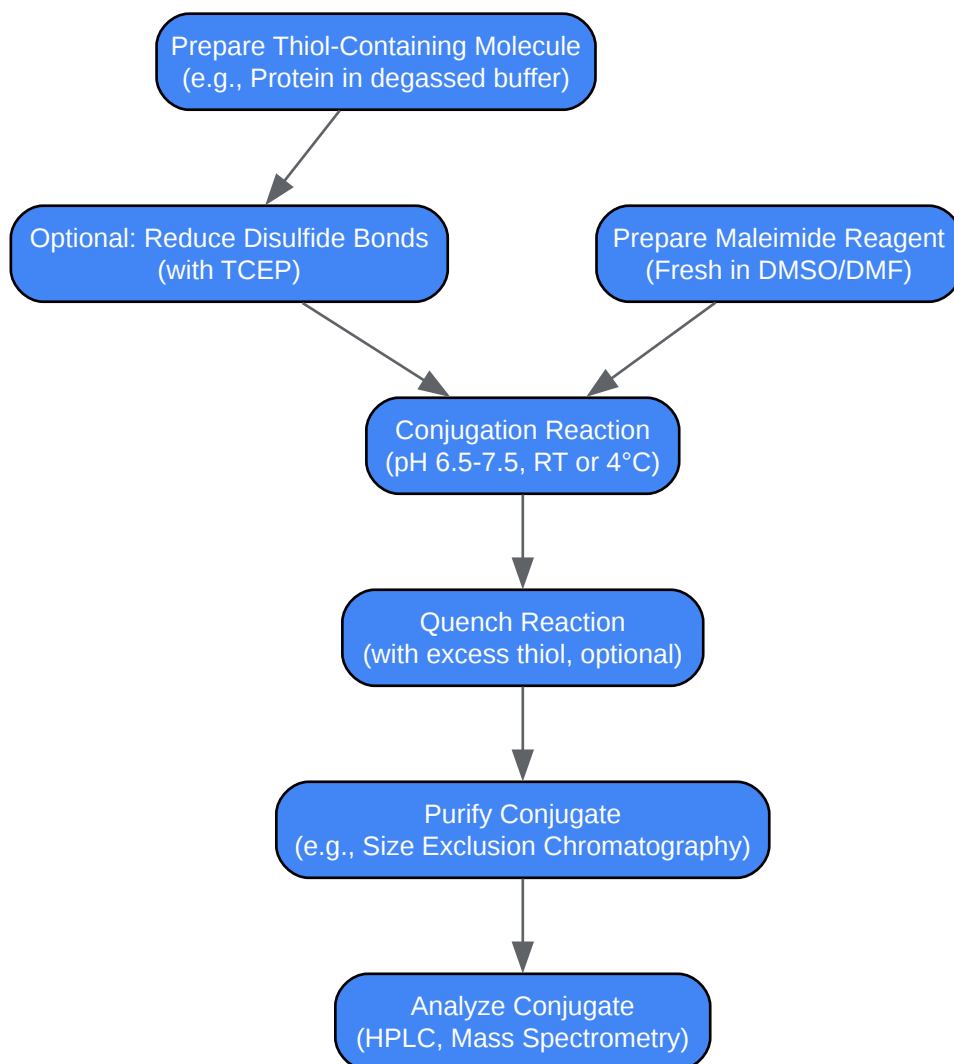 Prepare Thiol-Containing Molecule
(e.g., Protein in degassed buffer)
Optional: Reduce Disulfide Bonds
(with TCEP)
Prepare Maleimide Reagent
(Fresh in DMSO/DMF)
Conjugation Reaction
(pH 6.5-7.5, RT or 4°C)
Quench Reaction
(with excess thiol, optional)
Purify Conjugate
(e.g., Size Exclusion Chromatography)
Analyze Conjugate
(HPLC, Mass Spectrometry)